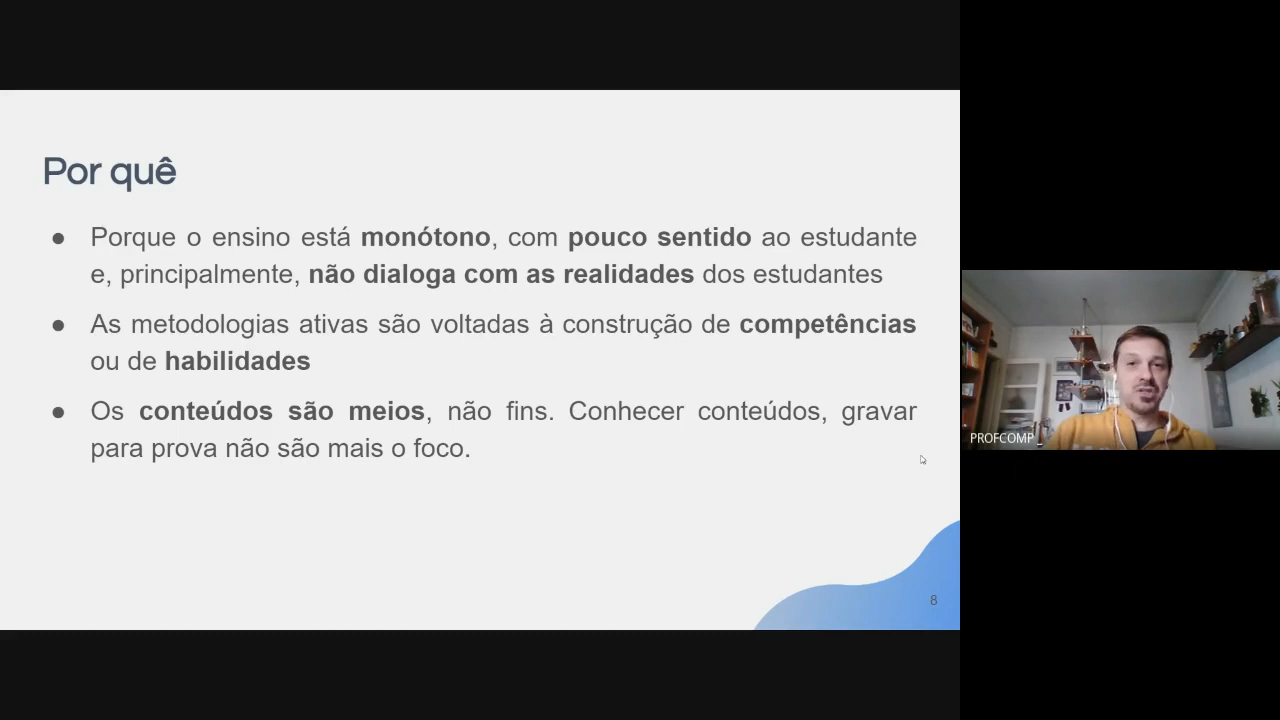 Por quê
● Porque o ensino está monótono, com pouco sentido ao estudante
e, principalmente, não dialoga com as realidades dos estudantes
● As metodologias ativas são voltadas à construção de competências
ou de habilidades
● Os conteúdos são meios, não fins. Conhecer conteúdos, gravar
para prova não são mais o foco.
8
PROFCOMP _